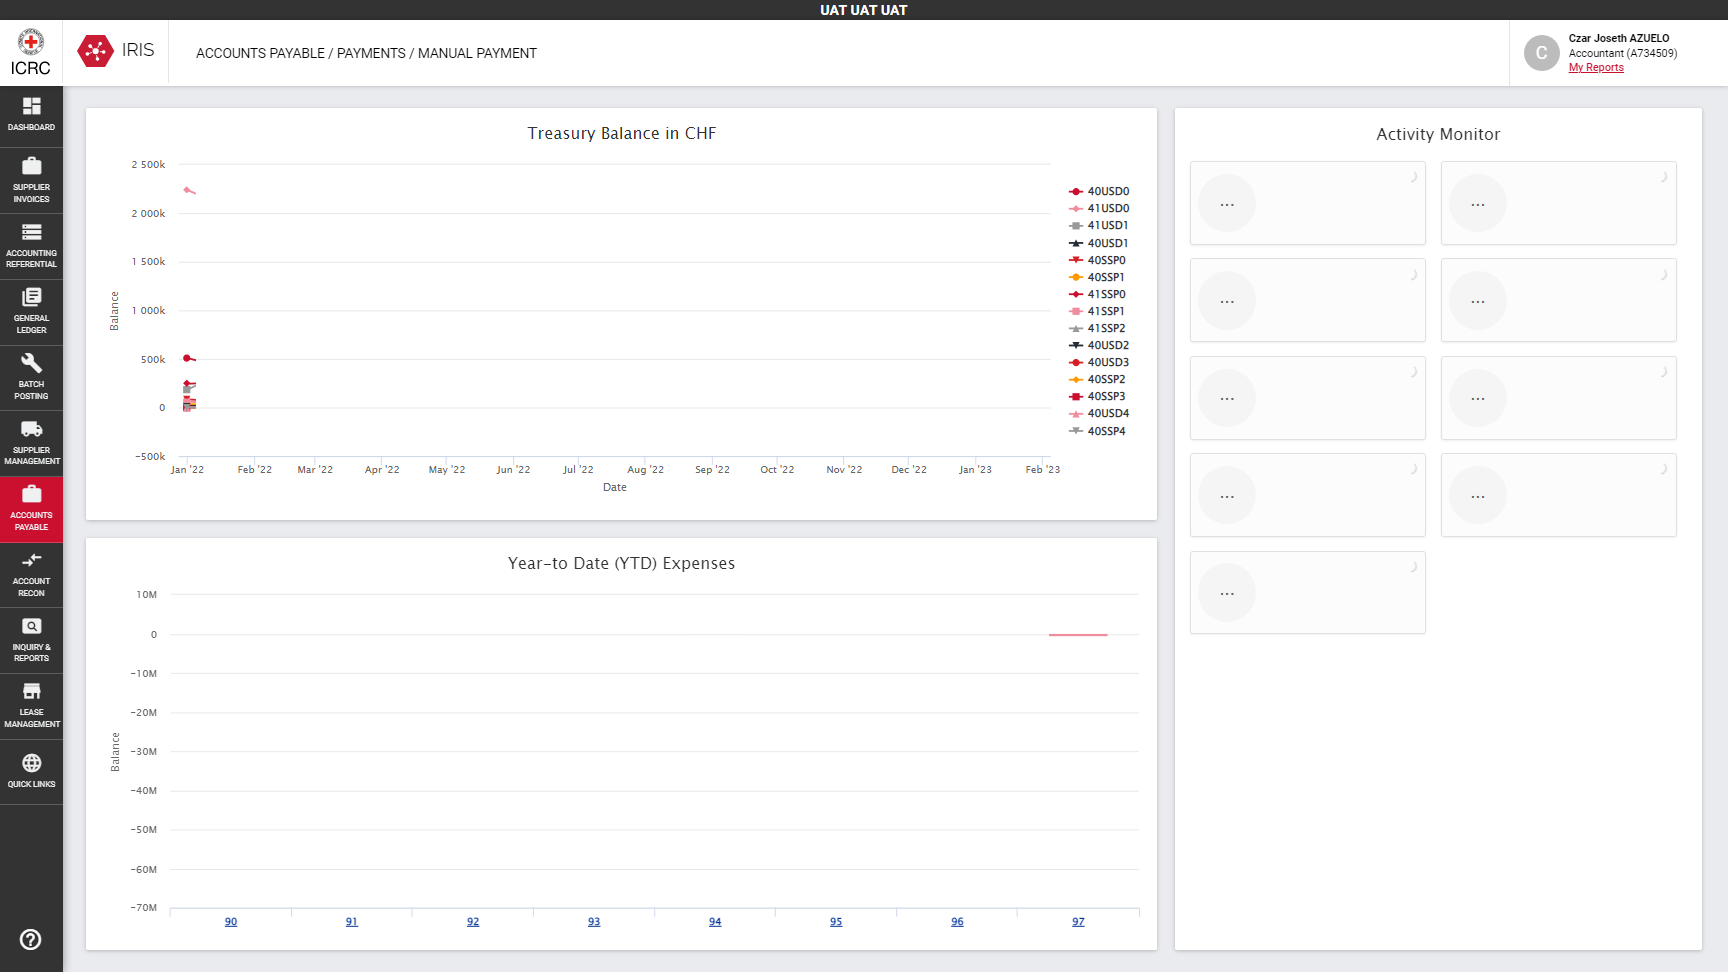 UAT UAT UAT
ICRC
IRIS
ACCOUNTS PAYABLE / PAYMENTS / MANUAL PAYMENT
C
Czar Joseth AZUELO
Accountant (A734509)
My Reports
DASHBOARD
SUPPLIER
INVOICES
ACCOUNTING
REFERENTIAL
GENERAL
LEDGER
BATCH
POSTING
SUPPLIER
MANAGEMENT
ACCOUNTS
PAYABLE
ACCOUNT
RECON
INQUIRY &
REPORTS
LEASE
MANAGEMENT
QUICK LINKS
Treasury Balance in CHF
2 500k
2 000k
1 500k
1 000k
500k
0
-500k
Balance
Jan '22 Feb '22 Mar '22 Apr '22 May '22 Jun '22 Jul '22 Aug '22 Sep '22 Oct '22 Nov '22 Dec '22 Jan '23 Feb '23
Date
40USD0
41USD0
41USD1
40USD1
40SSP0
40SSP1
41SSP0
41SSP1
41SSP2
40USD2
40USD3
40SSP2
40SSP3
40USD4
40SSP4
Year-to Date (YTD) Expenses
10M
0
-10M
-20M
-30M
-40M
-50M
-60M
-70M
Balance
90 91 92 93 94 95 96 97
Activity Monitor
... ...
... ...
... ...
... ...
...